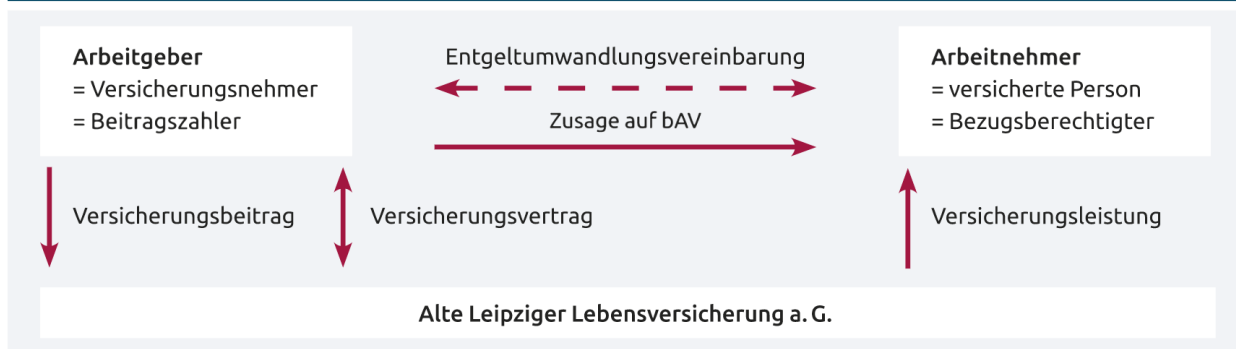 Arbeitgeber
= Versicherungsnehmer
= Beitragszahler
Entgeltumwandlungsvereinbarung
Zusage auf bAV
Arbeitnehmer
= versicherte Person
= Bezugsberechtigter
Versicherungsbeitrag
Versicherungsvertrag
Versicherungsleistung
Alte Leipziger Lebensversicherung a. G.